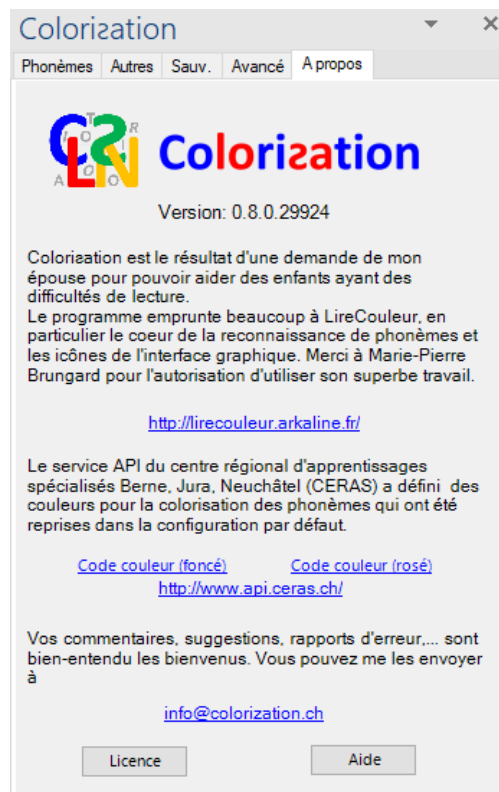 Coloriƨation
Phonèmes Autres Sauv. Avancé A propos
Coloriƨation
Version: 0.8.0.29924
Coloriƨation est le résultat d'une demande de mon
épouse pour pouvoir aider des enfants ayant des
difficultés de lecture.
Le programme emprunte beaucoup à LireCouleur, en
particulier le coeur de la reconnaissance de phonèmes et
les icônes de l'interface graphique. Merci à Marie-Pierre
Brungard pour l'autorisation d'utiliser son superbe travail.
http://lirecouleur.arkaline.fr/
Le service API du centre régional d'apprentissages
spécialisés Berne, Jura, Neuchâtel (CERAS) a défini des
couleurs pour la colorisation des phonèmes qui ont été
reprises dans la configuration par défaut.
Code couleur (foncé) Code couleur (rosé)
http://www.api.ceras.ch/
Vos commentaires, suggestions, rapports d'erreur,... sont
bien-entendu les bienvenus. Vous pouvez me les envoyer
à
info@colorization.ch
Licence Aide